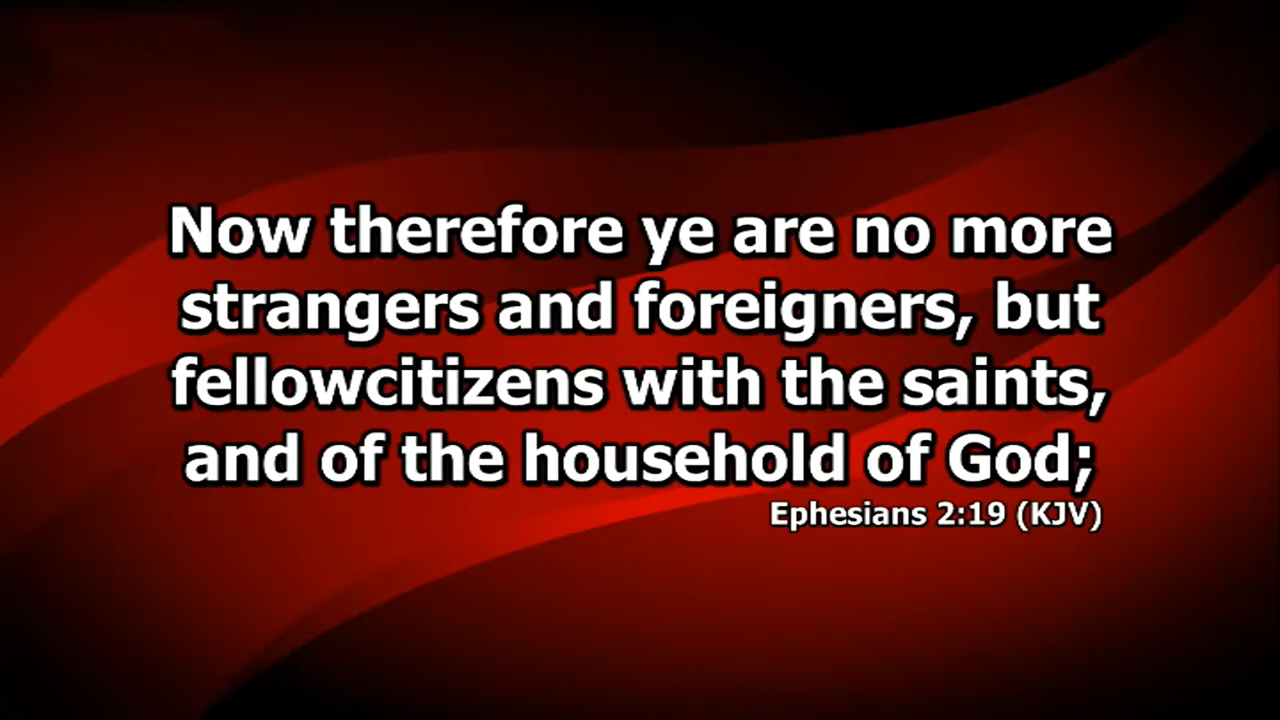 Now therefore ye are no more
strangers and foreigners, but
fellowcitizens with the saints,
and of the household of God;
Ephesians 2:19 (KJV)